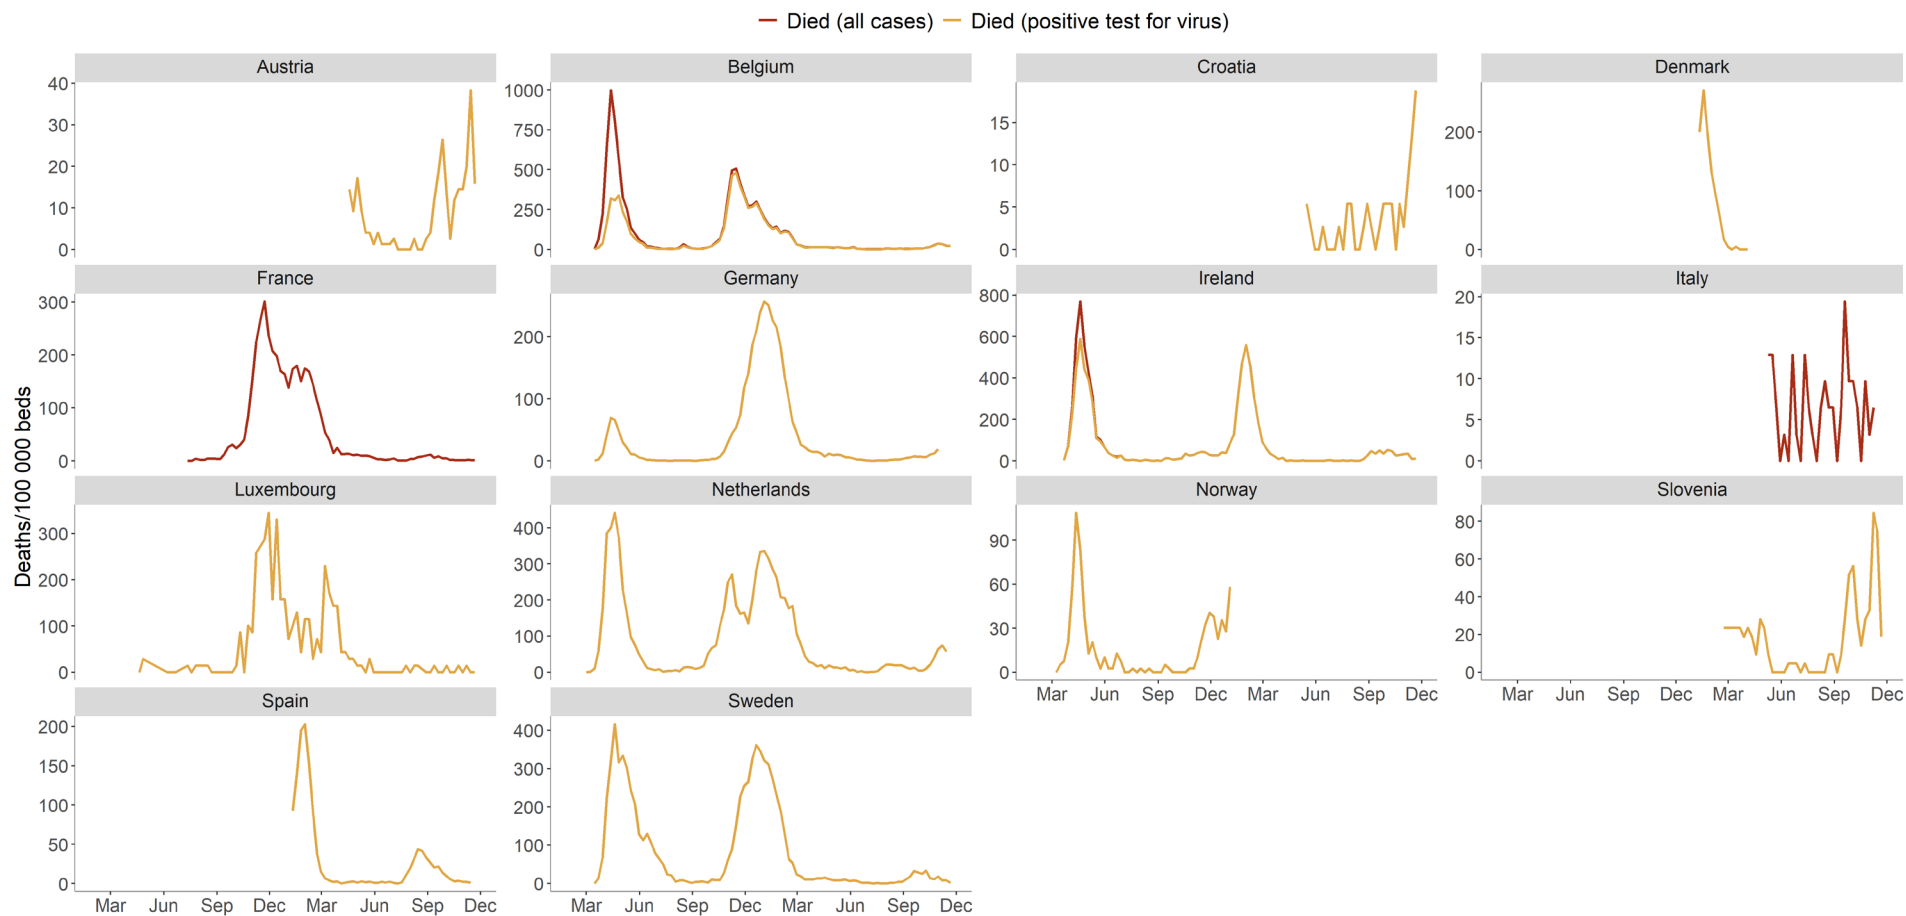 Died (all cases) Died (positive test for virus)
Austria Belgium Croatia Denmark
40 30 20 10 0
1000 750 500 250 0
15 10 5 0
200 100 0
France Germany Ireland Italy
300 200 100 0
200 100 0
800 600 400 200 0
20 15 10 5 0
Deaths/100 000 beds
Luxembourg Netherlands Norway Slovenia
300 200 100 0
400 300 200 100 0
90 60 30 0
80 60 40 20 0
Mar Jun Sep Dec Mar Jun Sep Dec
Mar Jun Sep Dec Mar Jun Sep Dec
Spain Sweden
200 150 100 50 0
400 300 200 100 0
Mar Jun Sep Dec Mar Jun Sep Dec
Mar Jun Sep Dec Mar Jun Sep Dec